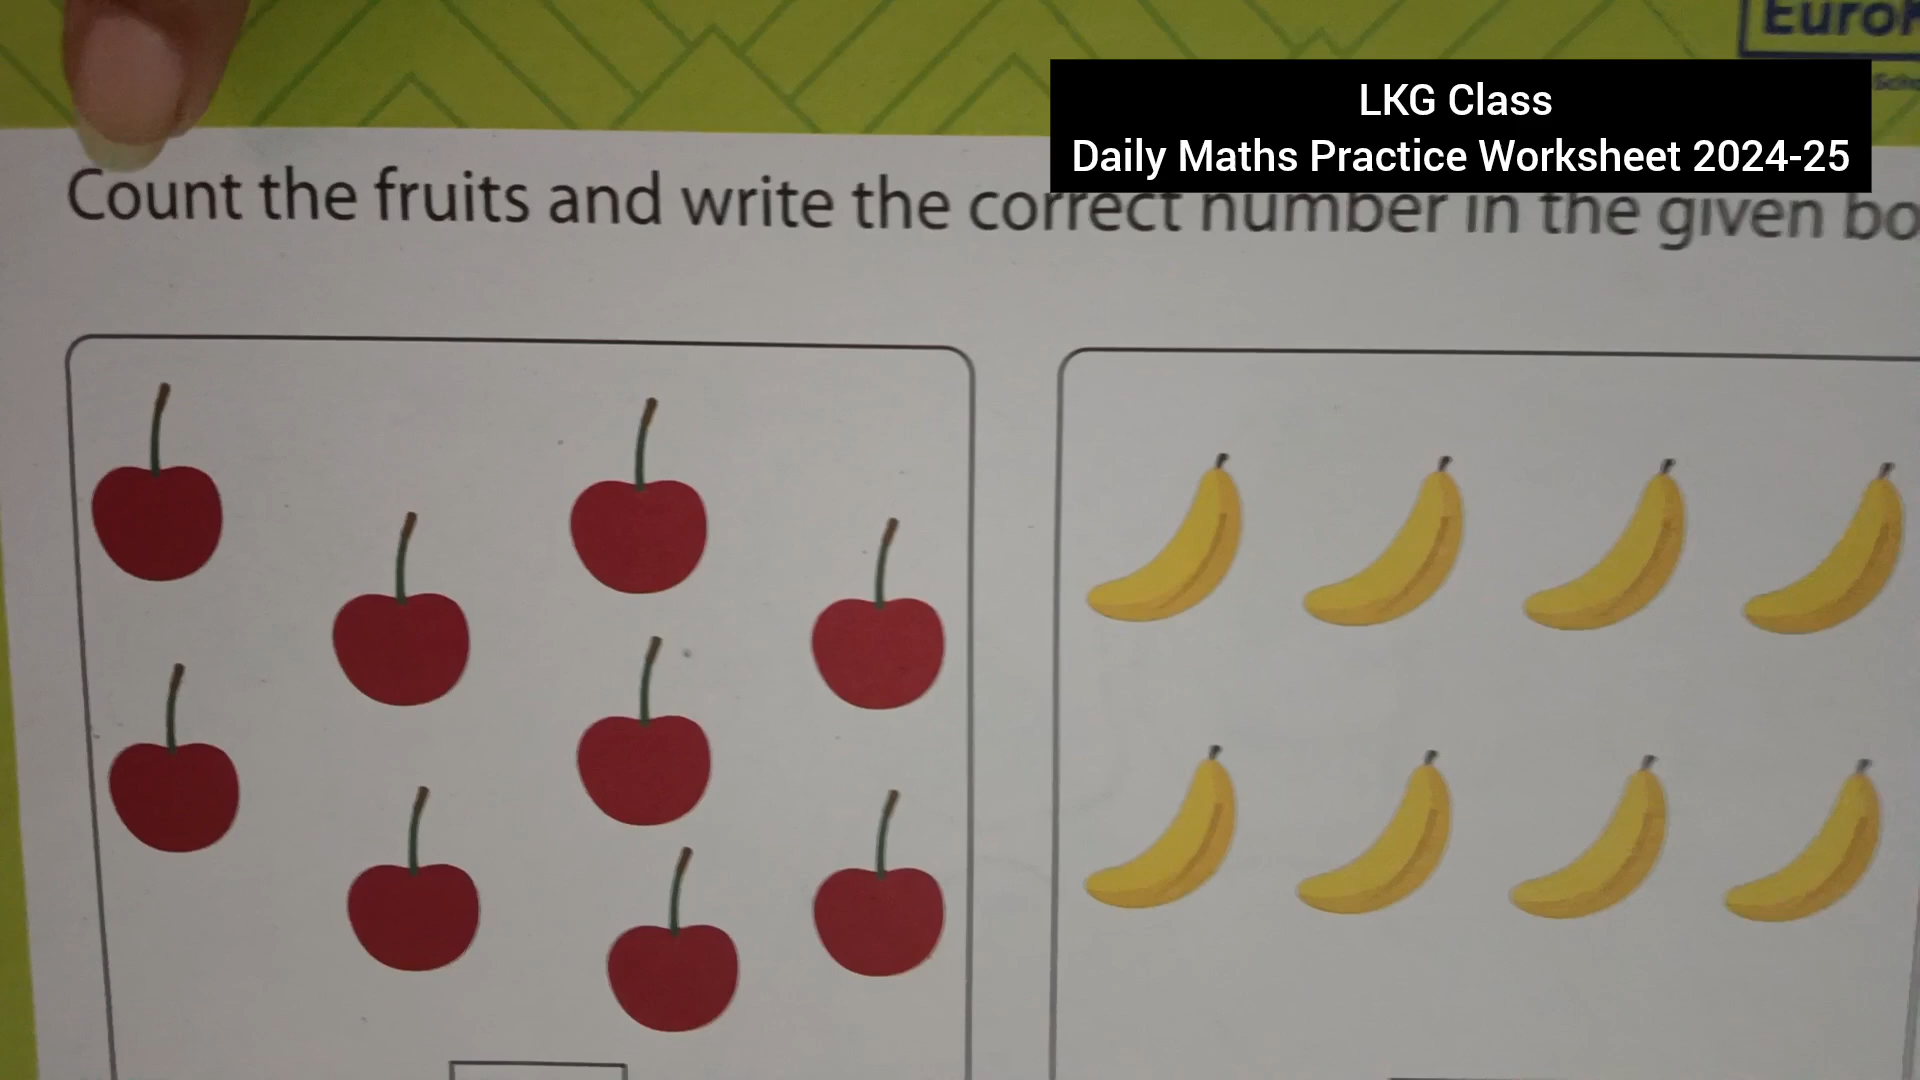 EuroK
LKG Class
Daily Maths Practice Worksheet 2024-25
Count the fruits and write the correct number in the given bo